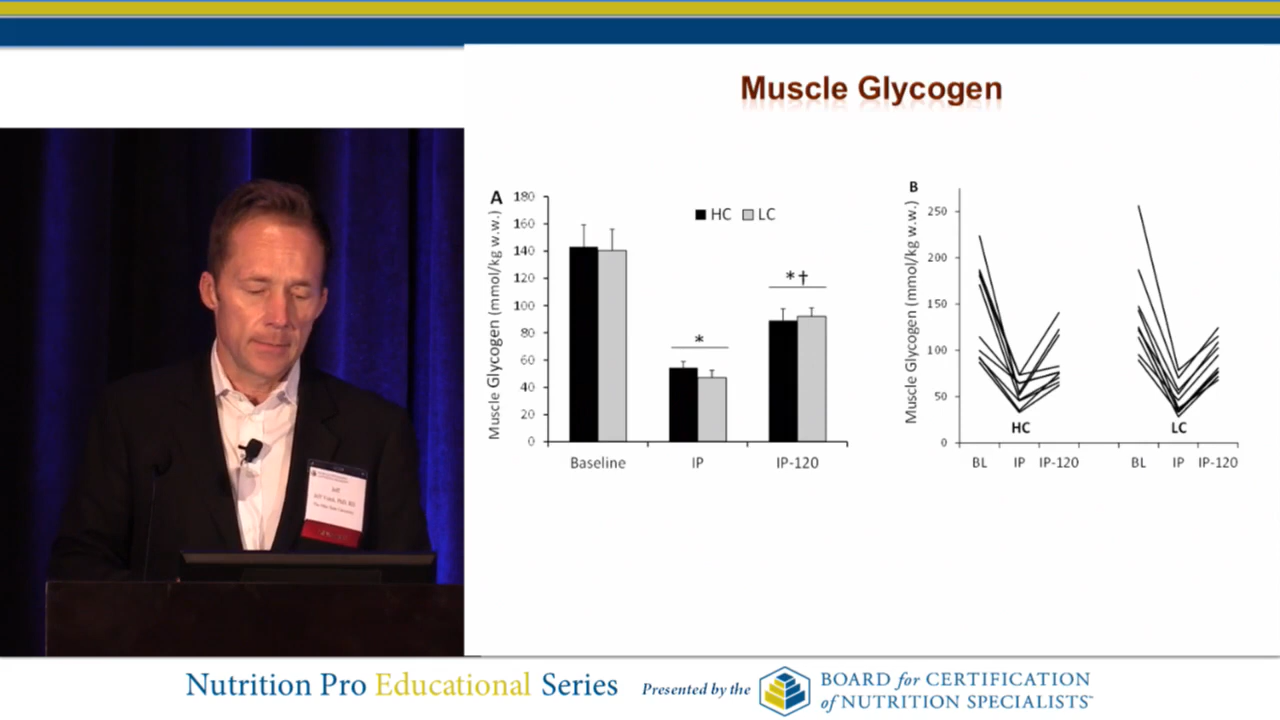 Muscle Glycogen
A
Muscle Glycogen (mmol/kg w.w.)
180
160
140
120
100
80
60
40
20
0
HC LC
*
*†
Baseline IP IP-120
B
Muscle Glycogen (mmol/kg w.w.)
250
200
150
100
50
0
HC LC
BL IP IP-120 BL IP IP-120
Jeff
Nutrition Pro Educational Series
Presented by the
BOARD for CERTIFICATION
of NUTRITION SPECIALISTS